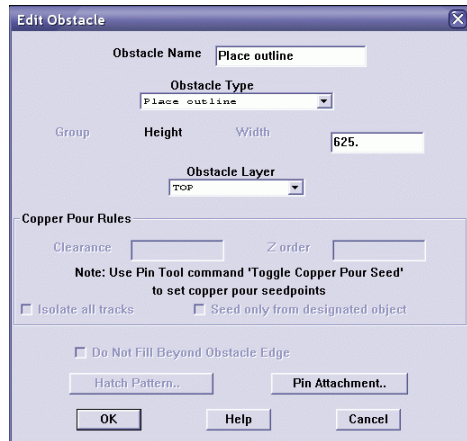 Edit Obstacle
Obstacle Name Place outline
Obstacle Type
Place outline
Group Height Width 625.
Obstacle Layer
TOP
Copper Pour Rules
Clearance Z order
Note: Use Pin Tool command 'Toggle Copper Pour Seed'
to set copper pour seedpoints
Isolate all tracks Seed only from designated object
Do Not Fill Beyond Obstacle Edge
Hatch Pattern.. Pin Attachment..
OK Help Cancel